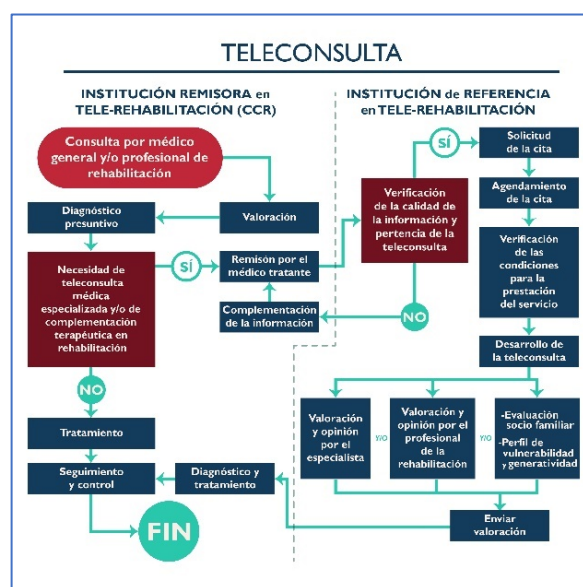 TELECONSULTA
INSTITUCIÓN REMISORA en
TELE-REHABILITACIÓN (CCR)
Consulta por médico
general y/o profesional de
rehabilitación
Diagnóstico
presuntivo
Valoración
Necesidad de
teleconsulta
médica
especializada y/o de
complementación
terapéutica en
rehabilitación
SÍ
Remisón por el
médico tratante
Complementación
de la información
NO
Tratamiento
Seguimiento
y control
Diagnóstico y
tratamiento
FIN
INSTITUCIÓN de REFERENCIA
en TELE-REHABILITACIÓN
SÍ
Solicitud
de la cita
Verificación
de la calidad de
la información y
pertencia de la
teleconsulta
NO
Agendamiento
de la cita
Verificación
de las
condiciones
para la
prestación
del servicio
Desarrollo de
la teleconsulta
Valoración
y opinión
por el
especialista
Y/O
Valoración y
opinión por el
profesional
de la
rehabilitación
Y/O
-Evaluación
socio familiar
-Perfil de
vulnerabilidad
y generatividad
Enviar
valoración